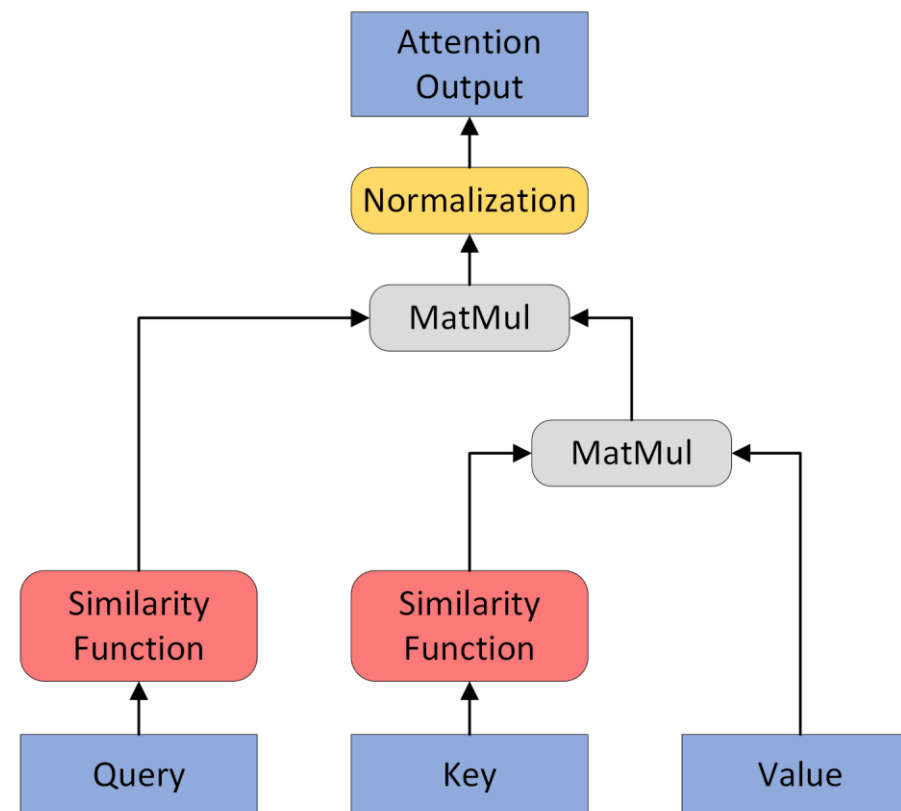 Attention
Output
Normalization
MatMul
MatMul
Similarity
Function
Similarity
Function
Query
Key
Value